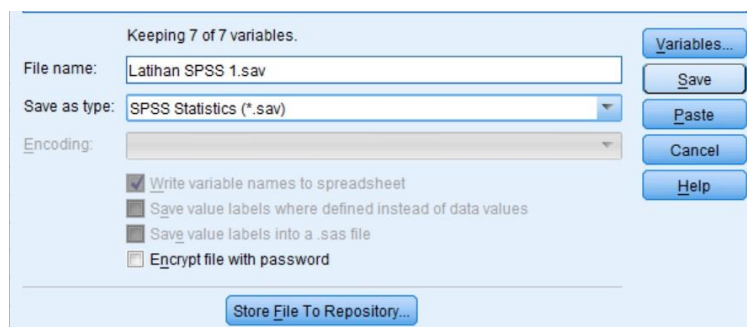 Keeping 7 of 7 variables.
Variables...
File name: Latihan SPSS 1.sav
Save
Save as type: SPSS Statistics (*.sav)
Paste
Encoding:
Cancel
Write variable names to spreadsheet
Help
Save value labels where defined instead of data values
Save value labels into a .sas file
Encrypt file with password
Store File To Repository...